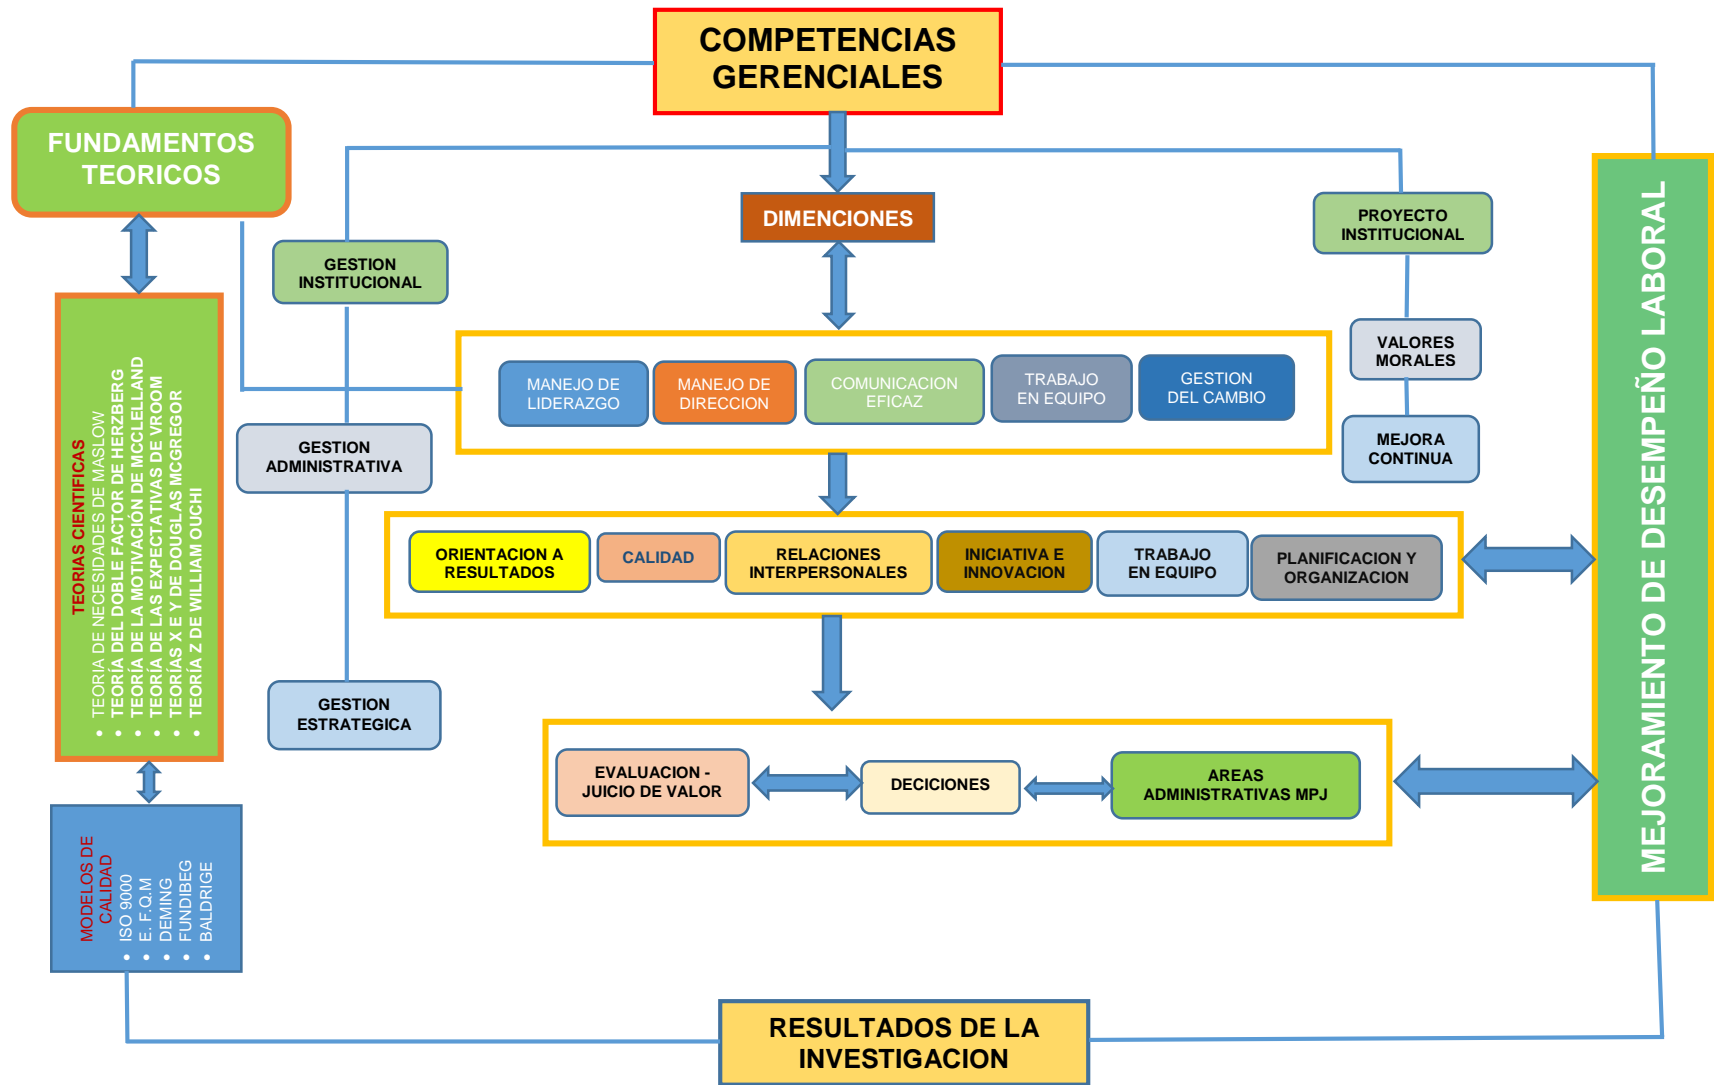 COMPETENCIAS
GERENCIALES
FUNDAMENTOS
TEORICOS
DIMENCIONES
PROYECTO
INSTITUCIONAL
GESTION
INSTITUCIONAL
VALORES
MORALES
MANEJO DE
LIDERAZGO
MANEJO DE
DIRECCION
COMUNICACION
EFICAZ
TRABAJO
EN EQUIPO
GESTION
DEL CAMBIO
GESTION
ADMINISTRATIVA
MEJORA
CONTINUA
TEORIAS CIENTIFICAS
• TEORIA DE NECESIDADES DE MASLOW
• TEORÍA DEL DOBLE FACTOR DE HERZBERG
• TEORÍA DE LA MOTIVACIÓN DE MCCLELLAND
• TEORÍA DE LAS EXPECTATIVAS DE VROOM
• TEORÍAS X E Y DE DOUGLAS MCGREGOR
• TEORÍA Z DE WILLIAM OUCHI
ORIENTACION A
RESULTADOS
CALIDAD
RELACIONES
INTERPERSONALES
INICIATIVA E
INNOVACION
TRABAJO
EN EQUIPO
PLANIFICACION Y
ORGANIZACION
GESTION
ESTRATEGICA
EVALUACION -
JUICIO DE VALOR
DECICIONES
AREAS
ADMINISTRATIVAS MPJ
MEJORAMIENTO DE DESEMPEÑO LABORAL
MODELOS DE
CALIDAD
• ISO 9000
• E. F.Q.M
• DEMING
• FUNDIBEG
• BALDRIGE
RESULTADOS DE LA
INVESTIGACION